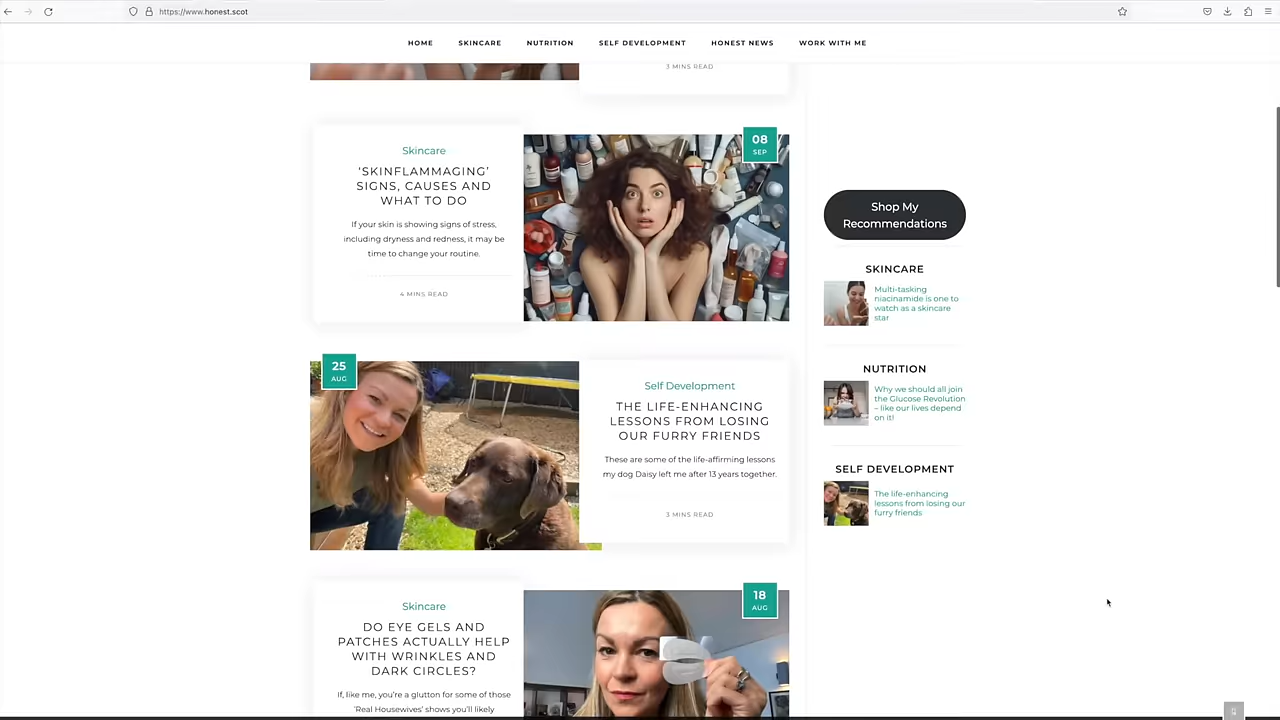 https://www.honest.scot
HOME SKINCARE NUTRITION SELF DEVELOPMENT HONEST NEWS WORK WITH ME
3 MINS READ
Skincare
‘SKINFLAMMAGING’
SIGNS, CAUSES AND
WHAT TO DO
If your skin is showing signs of stress,
including dryness and redness, it may be
time to change your routine.
4 MINS READ
08
SEP
25
AUG
Self Development
THE LIFE-ENHANCING
LESSONS FROM LOSING
OUR FURRY FRIENDS
These are some of the life-affirming lessons
my dog Daisy left me after 13 years together.
3 MINS READ
Skincare
DO EYE GELS AND
PATCHES ACTUALLY HELP
WITH WRINKLES AND
DARK CIRCLES?
If, like me, you’re a glutton for some of those
‘Real Housewives’ shows you’ll likely
18
AUG
Shop My
Recommendations
SKINCARE
Multi-tasking
niacinamide is one to
watch as a skincare
star
NUTRITION
Why we should all join
the Glucose Revolution
– like our lives depend
on it!
SELF DEVELOPMENT
The life-enhancing
lessons from losing our
furry friends